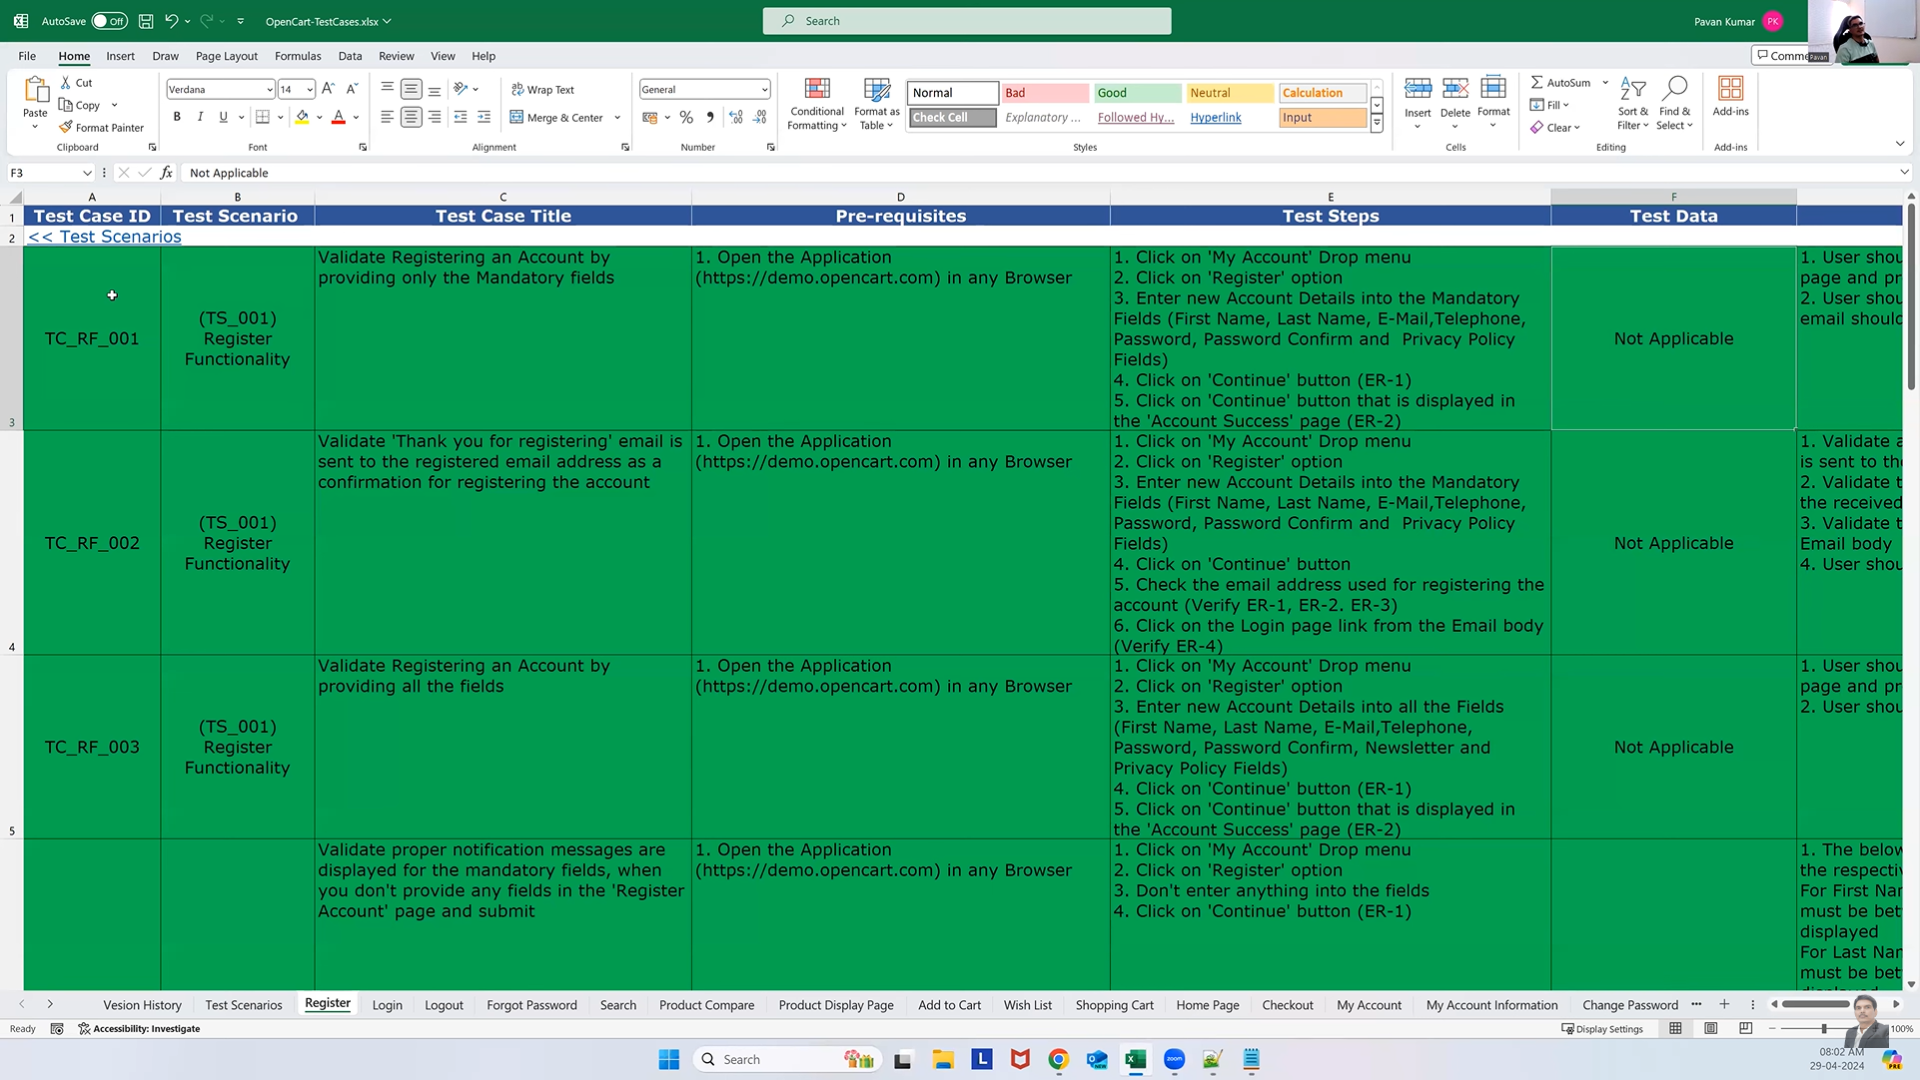 AutoSave Off OpenCart-TestCases.xlsx Search Pavan Kumar PK
File Home Insert Draw Page Layout Formulas Data Review View Help
Pavan
Paste Cut Copy Format Painter Clipboard
Verdana 14 A A B I U A Font
Wrap Text Merge & Center Alignment
General % Number
Conditional Formatting Format as Table
Normal Bad Good Neutral Calculation
Check Cell Explanatory ... Followed Hy... Hyperlink Input
Styles
Insert Delete Format Cells
AutoSum Fill Clear Sort & Filter Find & Select Editing
Add-ins Add-ins
F3 fx Not Applicable
A B C D E F
1 Test Case ID Test Scenario Test Case Title Pre-requisites Test Steps Test Data
2 << Test Scenarios
3
TC_RF_001
(TS_001)
Register
Functionality
Validate Registering an Account by
providing only the Mandatory fields
1. Open the Application
(https://demo.opencart.com) in any Browser
1. Click on 'My Account' Drop menu
2. Click on 'Register' option
3. Enter new Account Details into the Mandatory
Fields (First Name, Last Name, E-Mail,Telephone,
Password, Password Confirm and  Privacy Policy
Fields)
4. Click on 'Continue' button (ER-1)
5. Click on 'Continue' button that is displayed in
the 'Account Success' page (ER-2)
Not Applicable
1. User shou
page and pr
2. User shou
email should
4
TC_RF_002
(TS_001)
Register
Functionality
Validate 'Thank you for registering' email is
sent to the registered email address as a
confirmation for registering the account
1. Open the Application
(https://demo.opencart.com) in any Browser
1. Click on 'My Account' Drop menu
2. Click on 'Register' option
3. Enter new Account Details into the Mandatory
Fields (First Name, Last Name, E-Mail,Telephone,
Password, Password Confirm and  Privacy Policy
Fields)
4. Click on 'Continue' button
5. Check the email address used for registering the
account (Verify ER-1, ER-2. ER-3)
6. Click on the Login page link from the Email body
(Verify ER-4)
Not Applicable
1. Validate a
is sent to the
2. Validate t
the received
3. Validate t
Email body
4. User shou
5
TC_RF_003
(TS_001)
Register
Functionality
Validate Registering an Account by
providing all the fields
1. Open the Application
(https://demo.opencart.com) in any Browser
1. Click on 'My Account' Drop menu
2. Click on 'Register' option
3. Enter new Account Details into all the Fields
(First Name, Last Name, E-Mail,Telephone,
Password, Password Confirm, Newsletter and
Privacy Policy Fields)
4. Click on 'Continue' button (ER-1)
5. Click on 'Continue' button that is displayed in
the 'Account Success' page (ER-2)
Not Applicable
1. User shou
page and pr
2. User shou
Validate proper notification messages are
displayed for the mandatory fields, when
you don't provide any fields in the 'Register
Account' page and submit
1. Open the Application
(https://demo.opencart.com) in any Browser
1. Click on 'My Account' Drop menu
2. Click on 'Register' option
3. Don't enter anything into the fields
4. Click on 'Continue' button (ER-1)
1. The below
the respectiv
For First Nam
must be bet
displayed
For Last Nam
must be bet
Vesion History Test Scenarios Register Login Logout Forgot Password Search Product Compare Product Display Page Add to Cart Wish List Shopping Cart Home Page Checkout My Account My Account Information Change Password ...
Ready Accessibility: Investigate Display Settings 100%
Search L zoom PRE
08:02 AM
29-04-2024